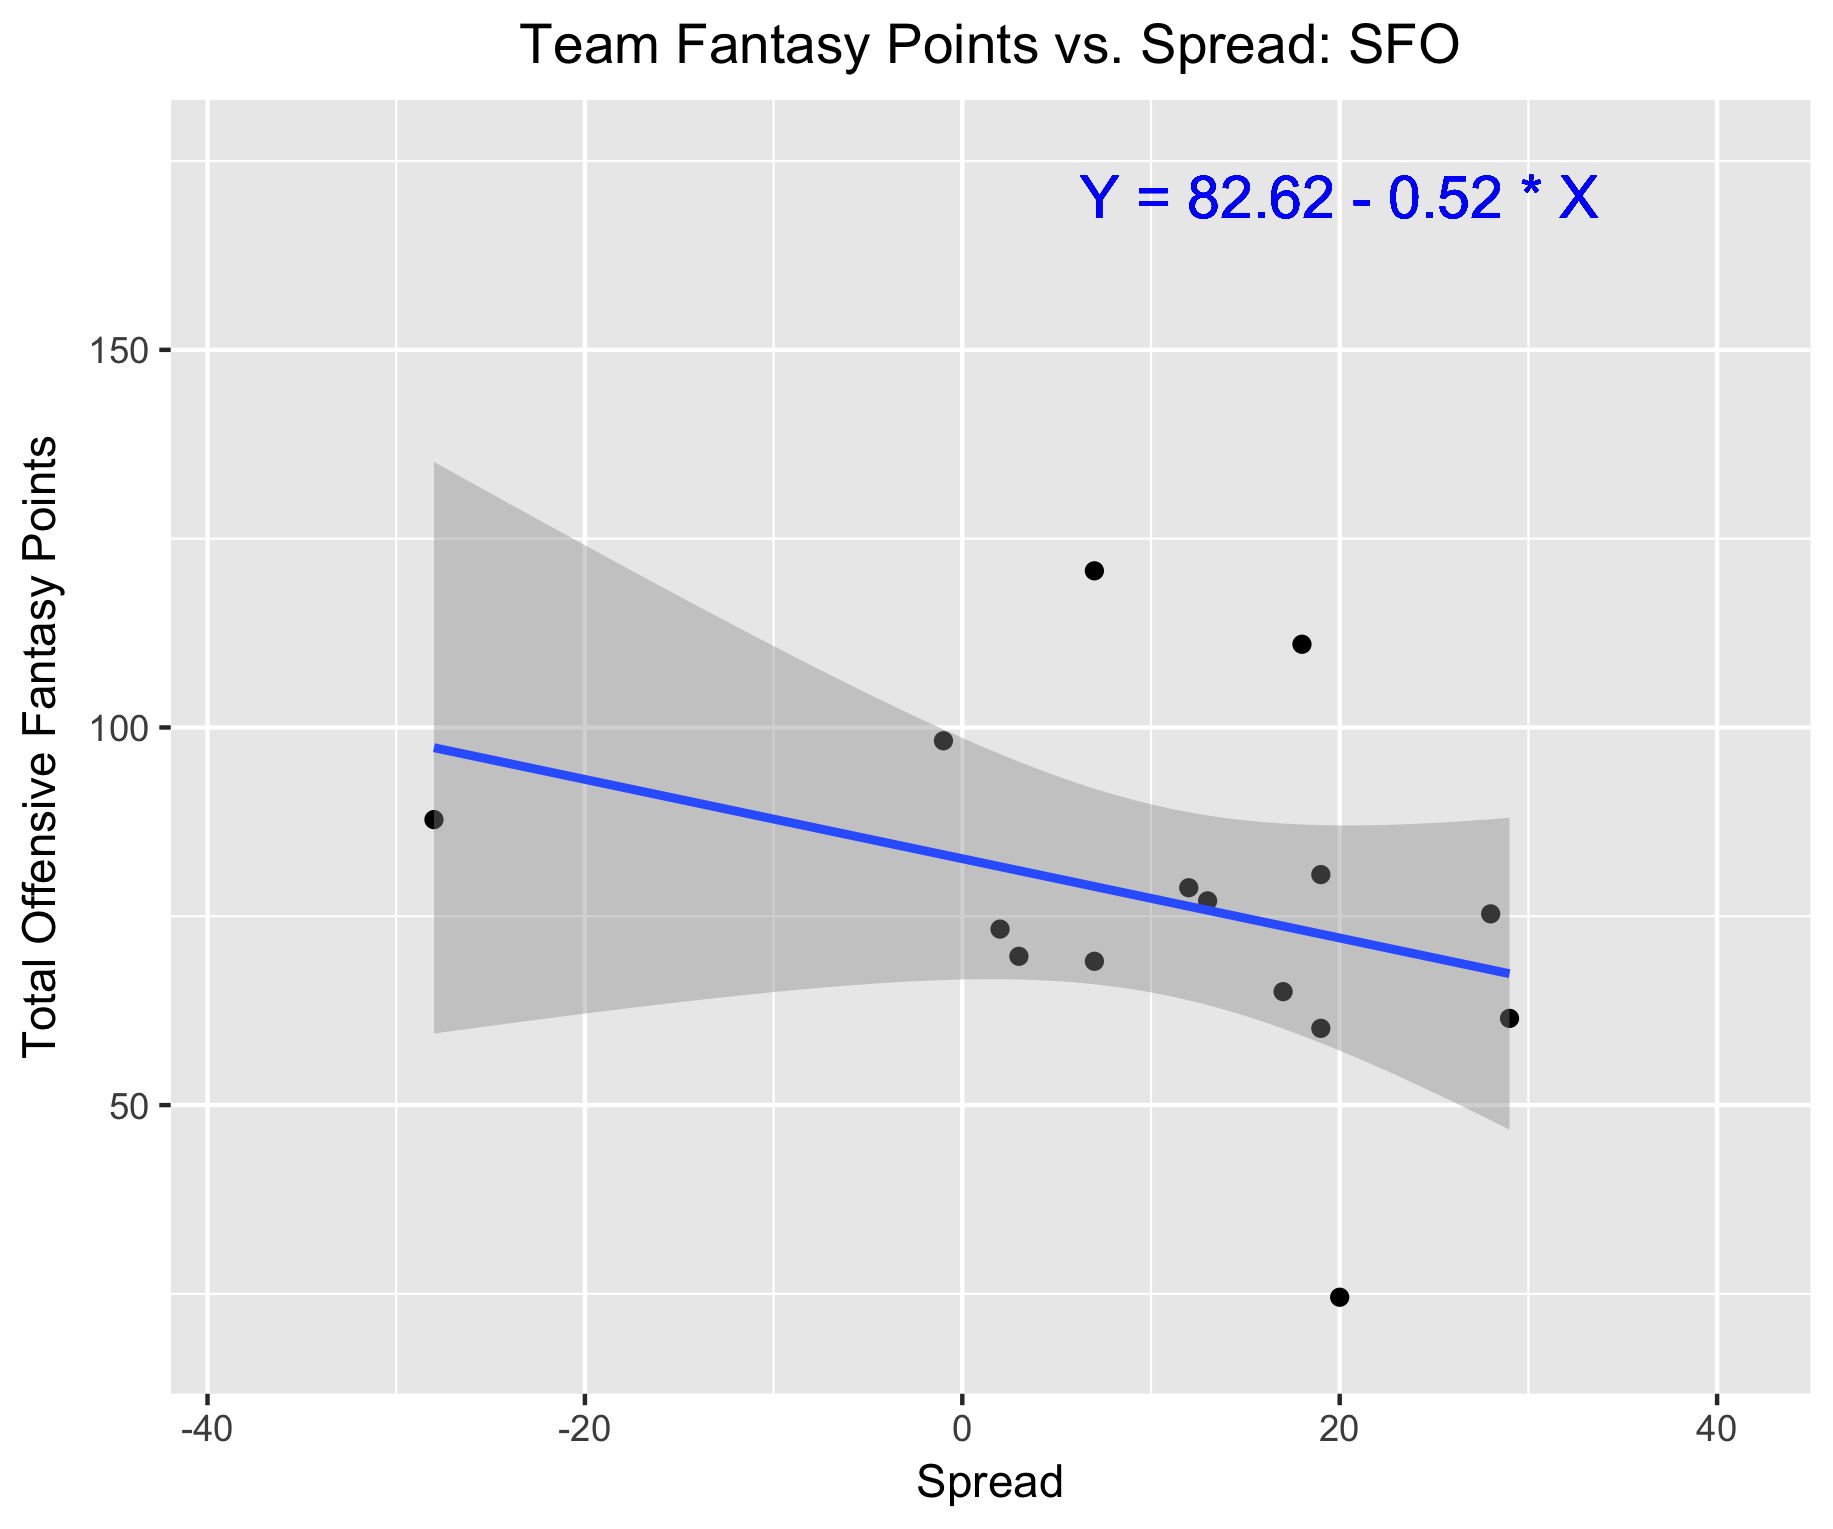 Team Fantasy Points vs. Spread: SFO
Y = 82.62 - 0.52 * X
Total Offensive Fantasy Points
150
100
50
-40
-20
0
20
40
Spread